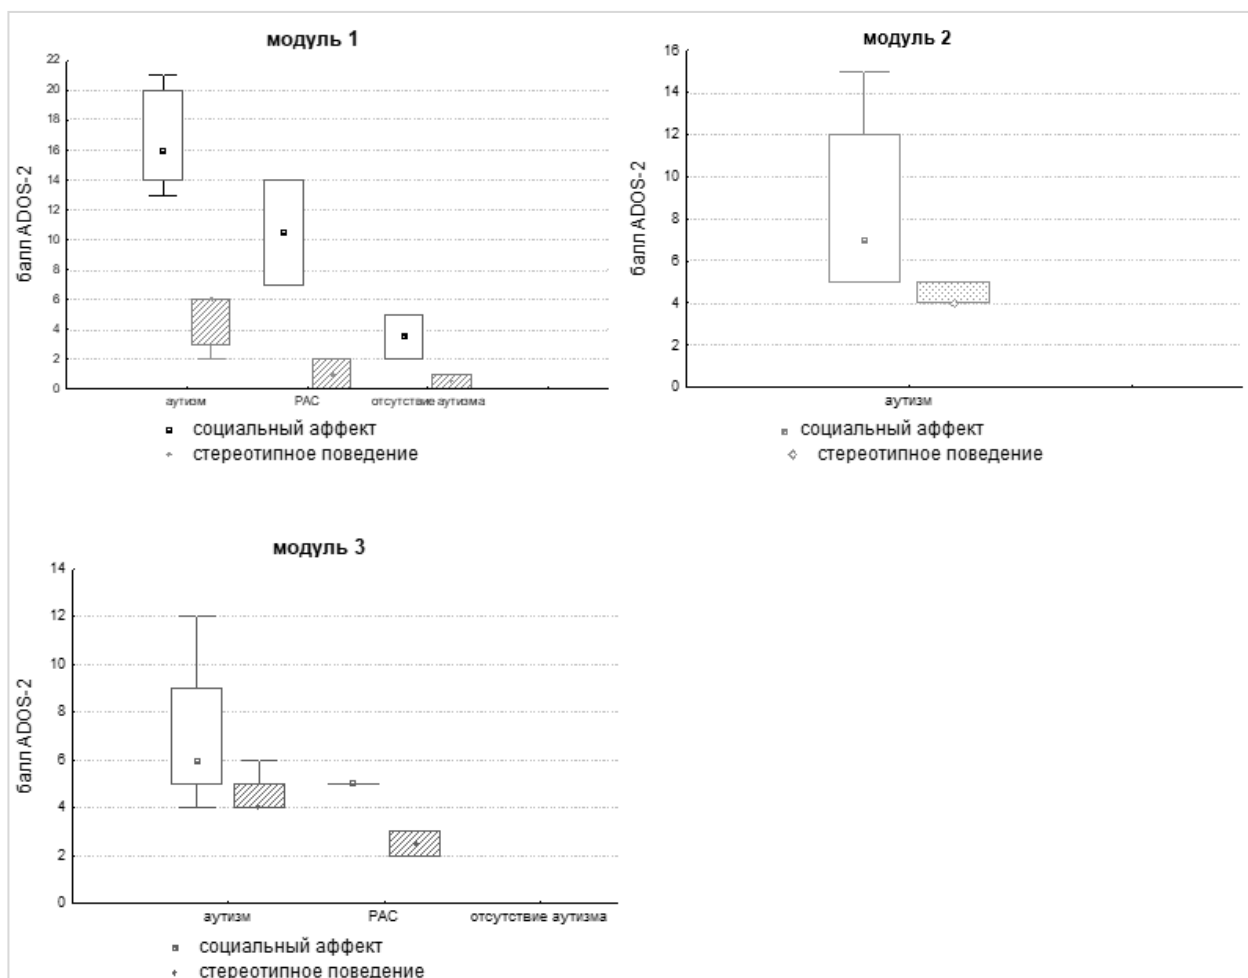 модуль 1
22
20
18
16
14
12
10
8
6
4
2
0
балл ADOS-2
аутизм РАС отсутствие аутизма
социальный аффект
стереотипное поведение
модуль 2
16
14
12
10
8
6
4
2
0
балл ADOS-2
аутизм
социальный аффект
стереотипное поведение
модуль 3
14
12
10
8
6
4
2
0
балл ADOS-2
аутизм РАС отсутствие аутизма
социальный аффект
стереотипное поведение